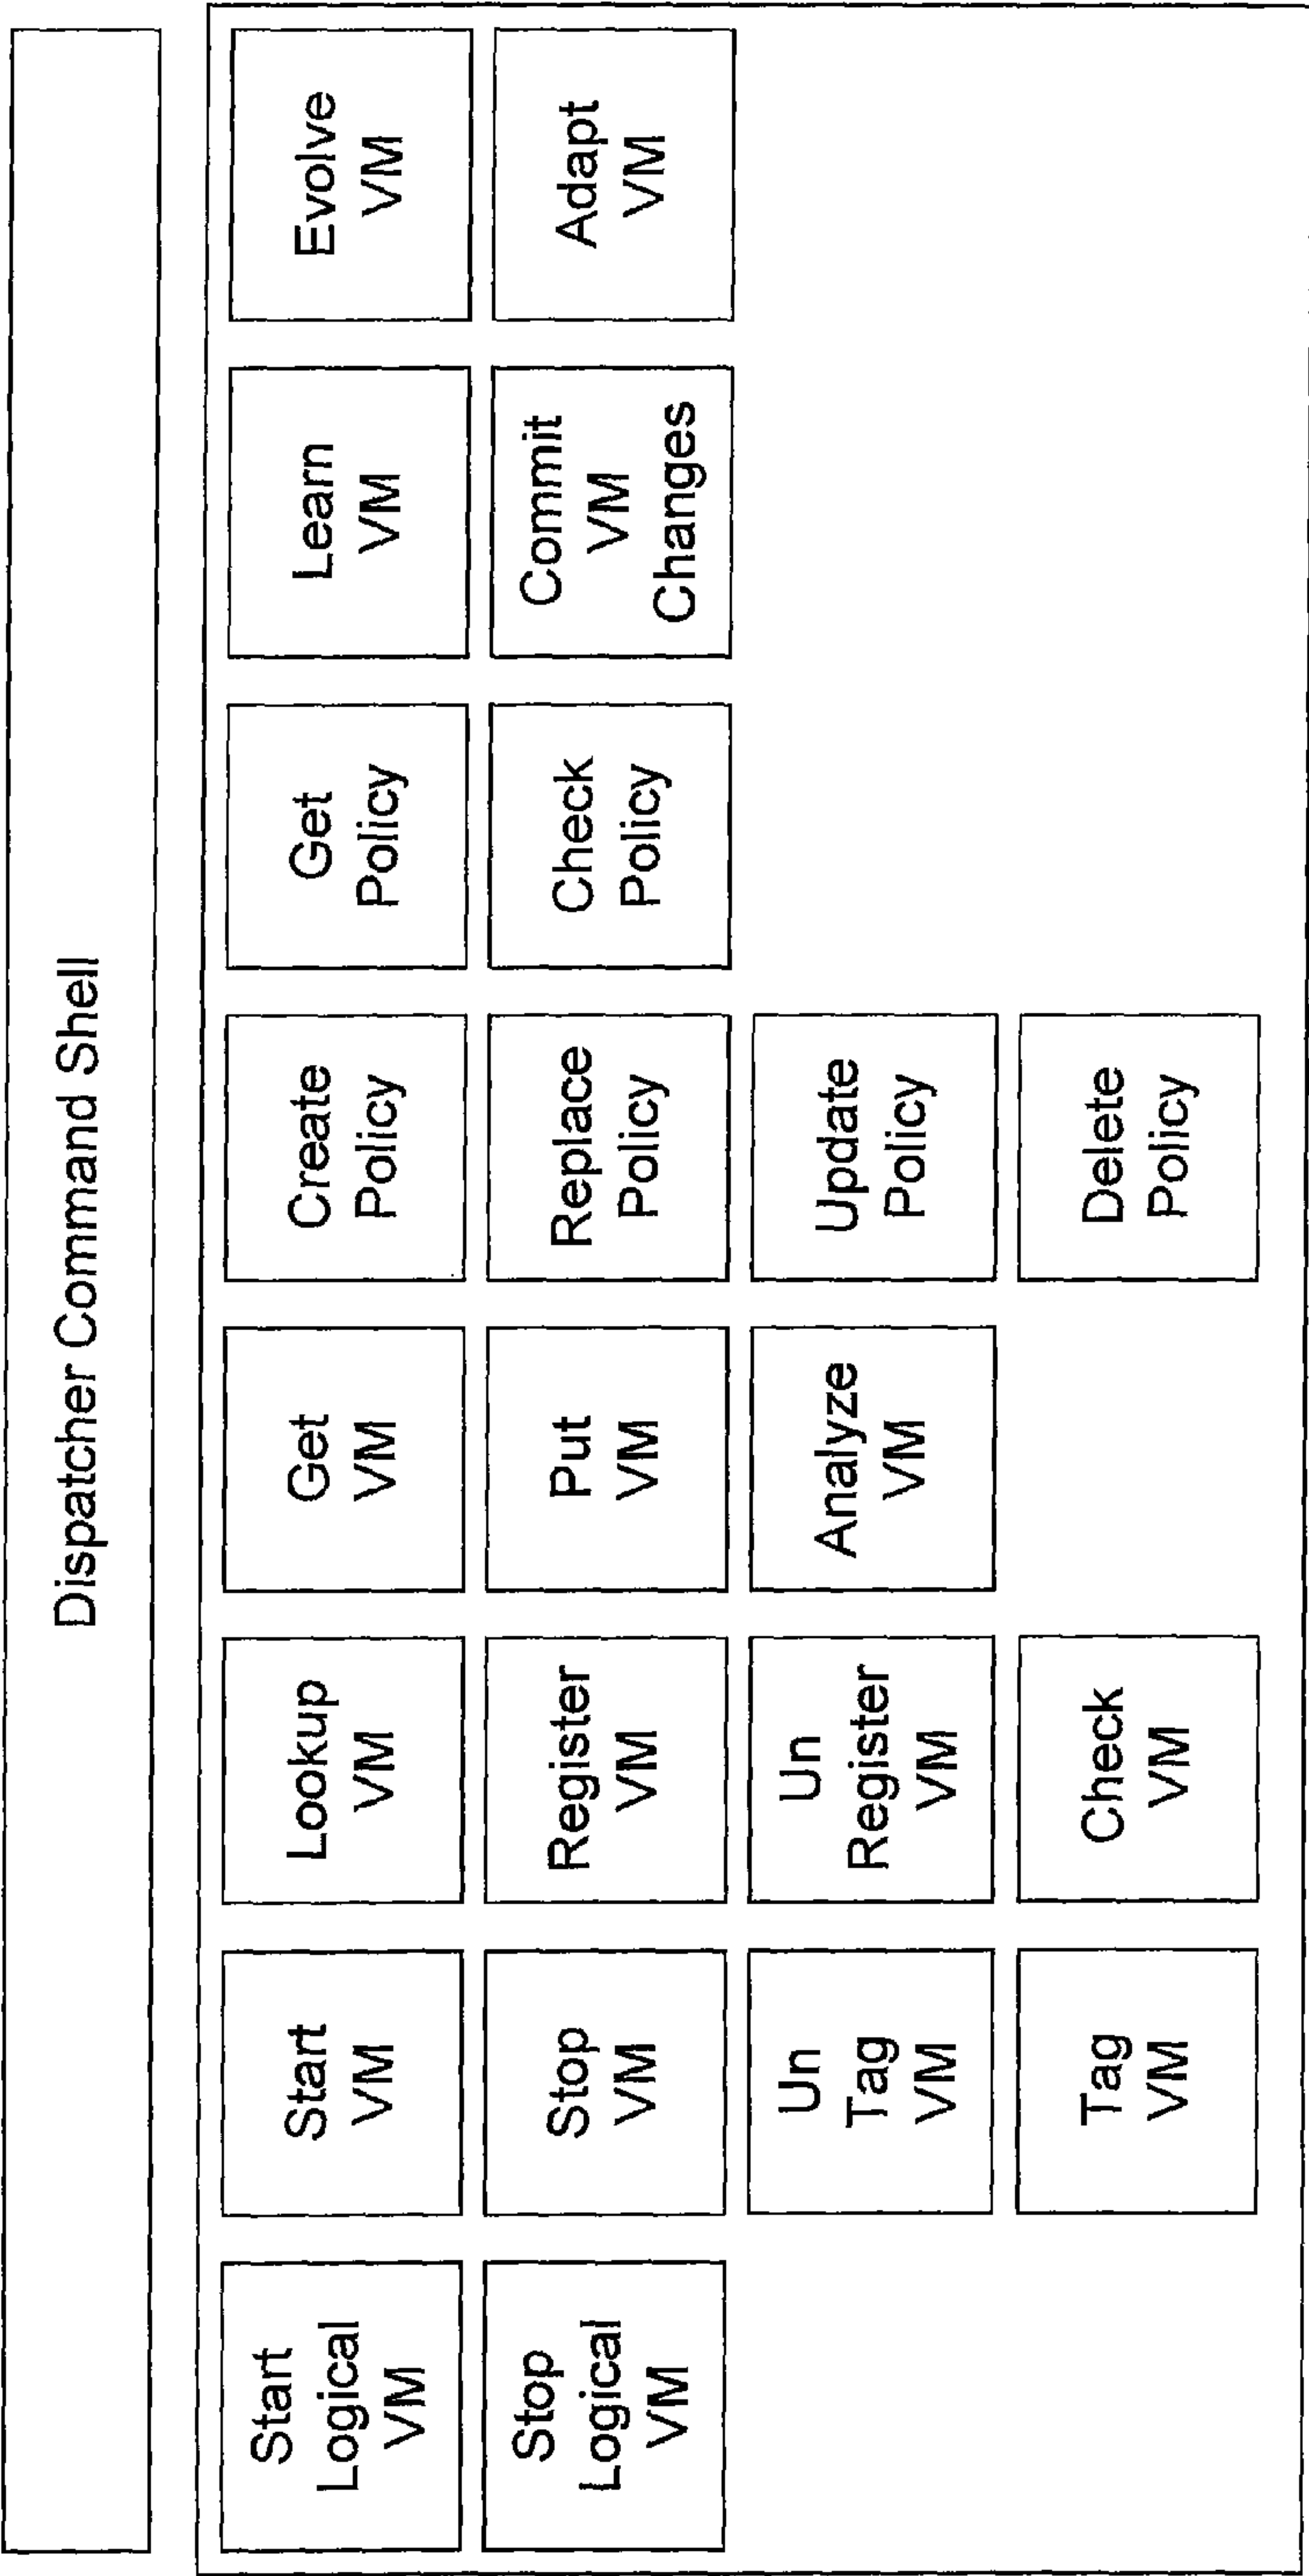 Dispatcher Command Shell
Start
Logical
VM
Start
VM
Lookup
VM
Get
VM
Create
Policy
Get
Policy
Learn
VM
Evolve
VM
Stop
Logical
VM
Stop
VM
Register
VM
Put
VM
Replace
Policy
Check
Policy
Commit
VM
Changes
Adapt
VM
Un
Tag
VM
Un
Register
VM
Analyze
VM
Update
Policy
Tag
VM
Check
VM
Delete
Policy